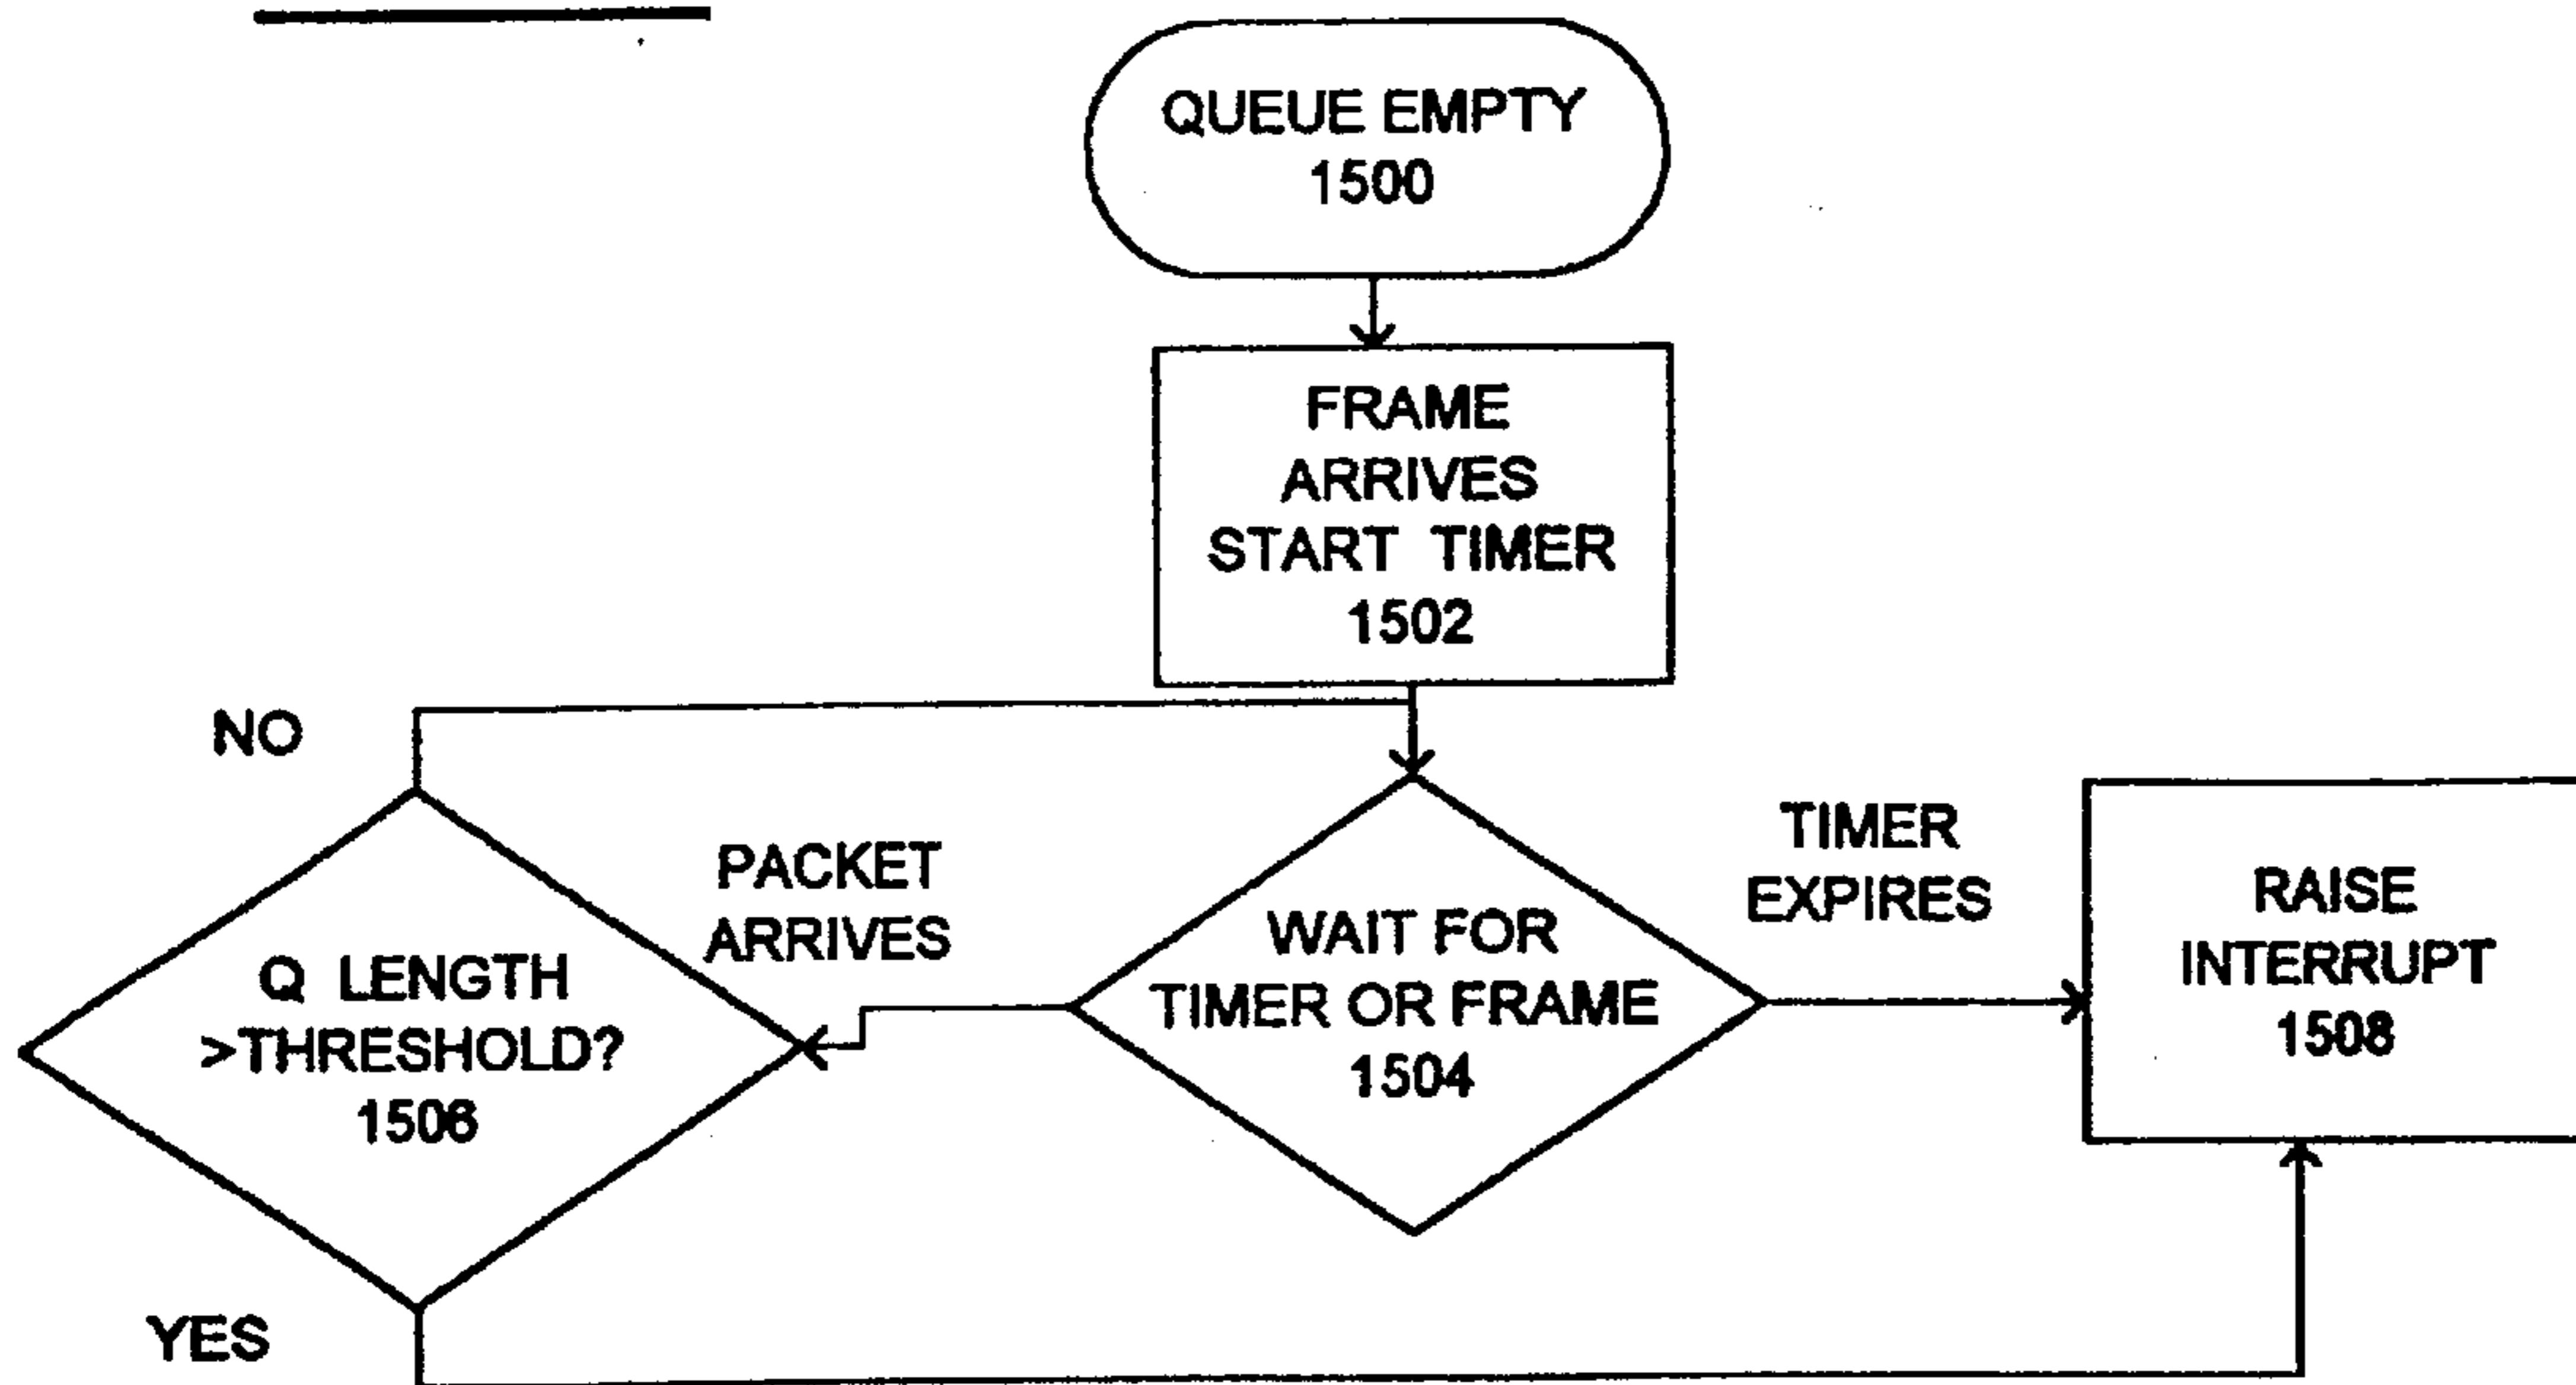 QUEUE EMPTY
1500
FRAME
ARRIVES
START TIMER
1502
NO
PACKET
ARRIVES
TIMER
EXPIRES
Q LENGTH
>THRESHOLD?
1506
WAIT FOR
TIMER OR FRAME
1504
RAISE
INTERRUPT
1508
YES